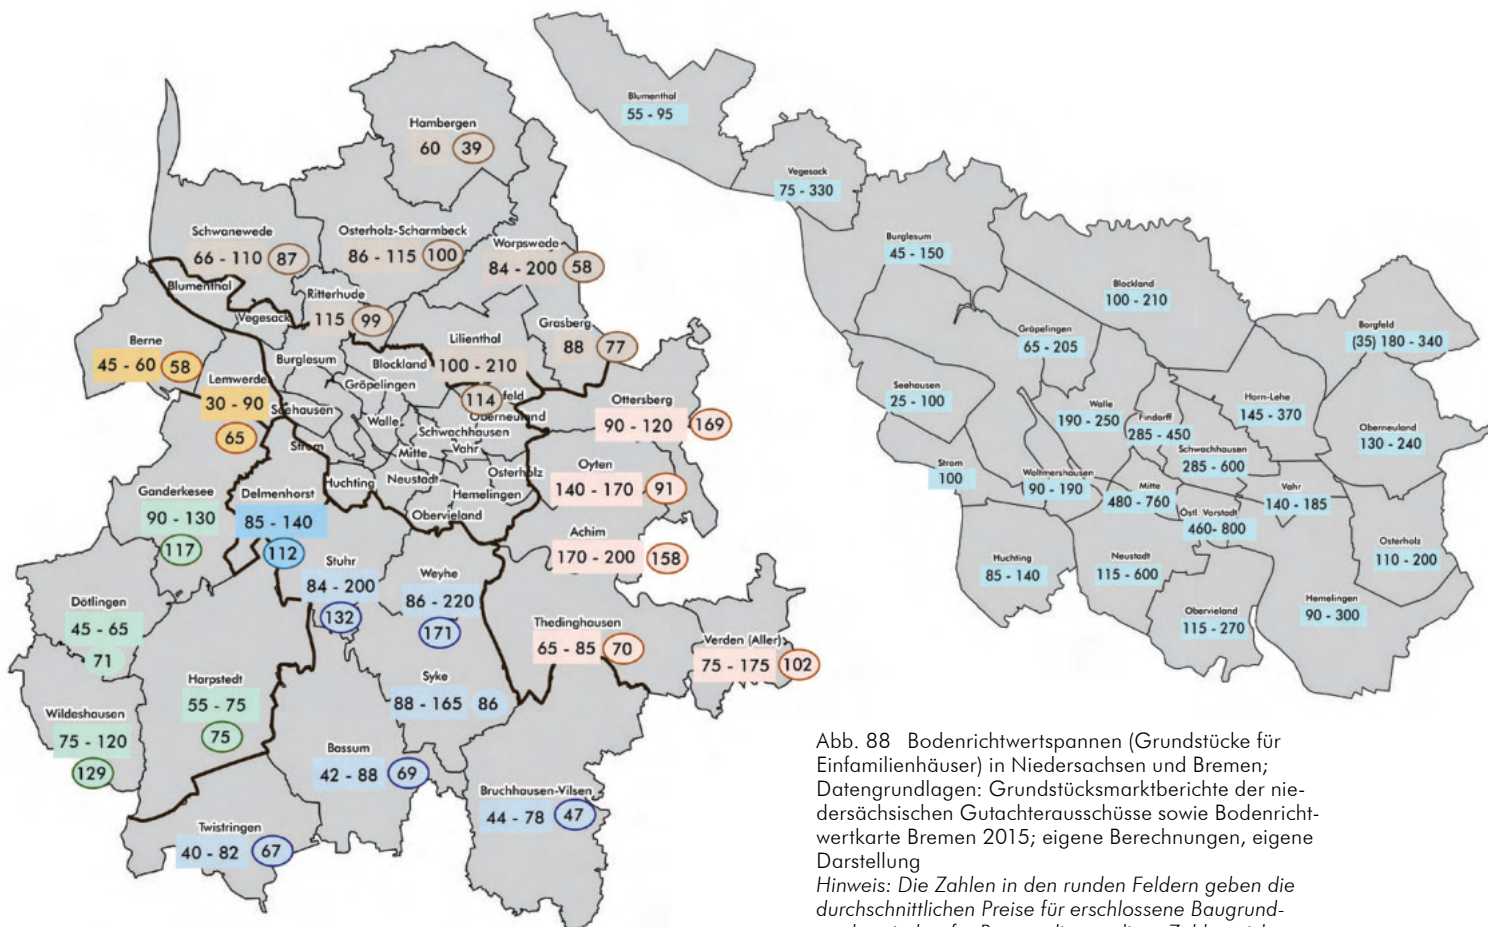 Hambergen
60 39
Schwanewede
66 - 110 87
Osterholz-Scharmbeck
86 - 115 100
Worpswede
84 - 200 58
Blumenthal
Vegesack
Ritterhude
115 99
Grasberg
88 77
Lilienthal
100 - 210
114
Berne
45 - 60 58
Lemwerder
30 - 90
65
Burglesum
Blockland
Gröpelingen
Seehausen
Walle
feld
Oberneuland
Schwachhausen
Strom
Mitte
Vahr
Huchting
Neustadt
Osterholz
Hemelingen
Obervieland
Ottersberg
90 - 120 169
Oyten
140 - 170 91
Achim
170 - 200 158
Ganderkesee
90 - 130
117
Delmenhorst
85 - 140
112
Stuhr
84 - 200
132
Weyhe
86 - 220
171
Dötlingen
45 - 65
71
Thedinghausen
65 - 85 70
Verden (Aller)
75 - 175 102
Harpstedt
55 - 75
75
Syke
88 - 165 86
Wildeshausen
75 - 120
129
Bassum
42 - 88 69
Bruchhausen-Vilsen
44 - 78 47
Twistringen
40 - 82 67
Blumenthal
55 - 95
Vegesack
75 - 330
Burglesum
45 - 150
Blockland
100 - 210
Borgfeld
(35) 180 - 340
Gröpelingen
65 - 205
Seehausen
25 - 100
Walle
190 - 250
Findorff
285 - 450
Horn-Lehe
145 - 370
Oberneuland
130 - 240
Schwachhausen
285 - 600
Strom
100
Woltmershausen
90 - 190
Mitte
480 - 760
Vahr
140 - 185
Östl. Vorstadt
460- 800
Huchting
85 - 140
Neustadt
115 - 600
Osterholz
110 - 200
Obervieland
115 - 270
Hemelingen
90 - 300
Abb. 88 Bodenrichtwertspannen (Grundstücke für
Einfamilienhäuser) in Niedersachsen und Bremen;
Datengrundlagen: Grundstücksmarktberichte der nie-
dersächsischen Gutachterausschüsse sowie Bodenricht-
wertkarte Bremen 2015; eigene Berechnungen, eigene
Darstellung
Hinweis: Die Zahlen in den runden Feldern geben die
durchschnittlichen Preise für erschlossene Baugrund-